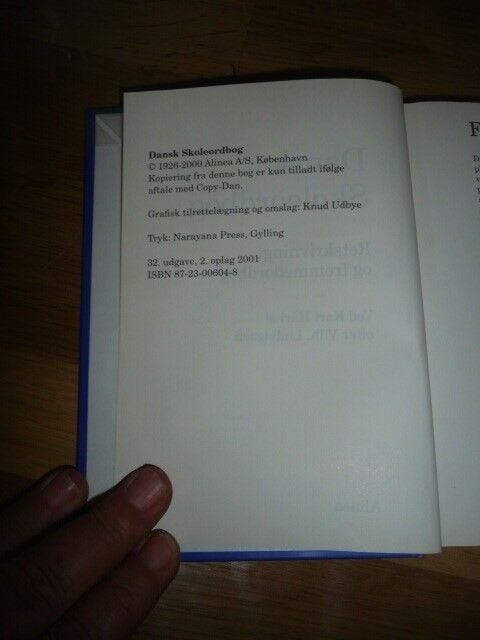 Dansk Skoleordbog
© 1926-2000 Alinea A/S, København
Kopiering fra denne bog er kun tilladt ifølge
aftale med Copy-Dan.
Grafisk tilrettelægning og omslag: Knud Udbye
Tryk: Narayana Press, Gylling
32. udgave, 2. oplag 2001
ISBN 87-23-00604-8
F